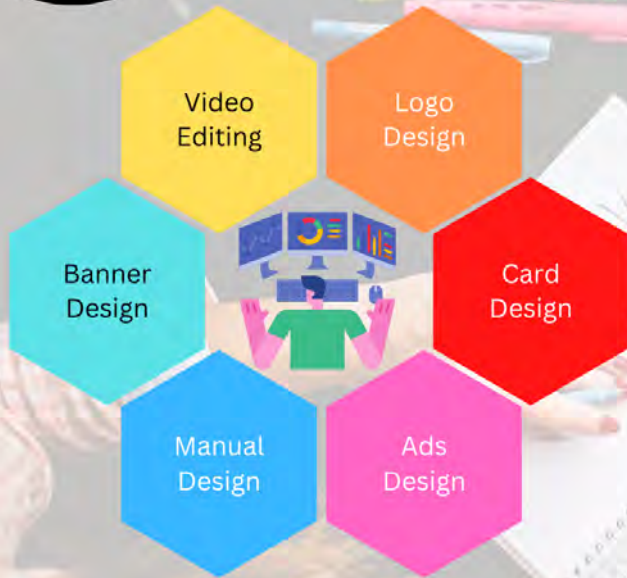 Video
Editing
Logo
Design
Banner
Design
Card
Design
Manual
Design
Ads
Design